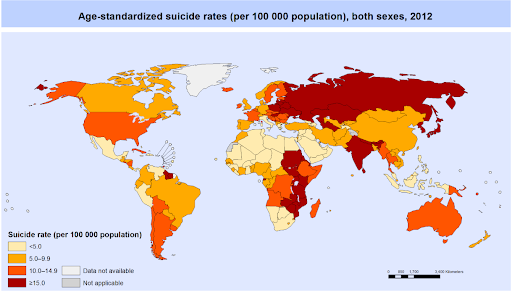 Age-standardized suicide rates (per 100 000 population), both sexes, 2012
Suicide rate (per 100 000 population)
<5.0
5.0–9.9
10.0–14.9
≥15.0
Data not available
Not applicable
0 800 1,700 3,400 Kilometers